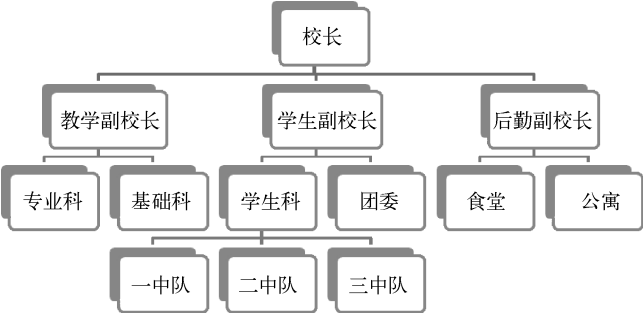 校长
教学副校长
学生副校长
后勤副校长
专业科
基础科
学生科
团委
食堂
公寓
一中队
二中队
三中队